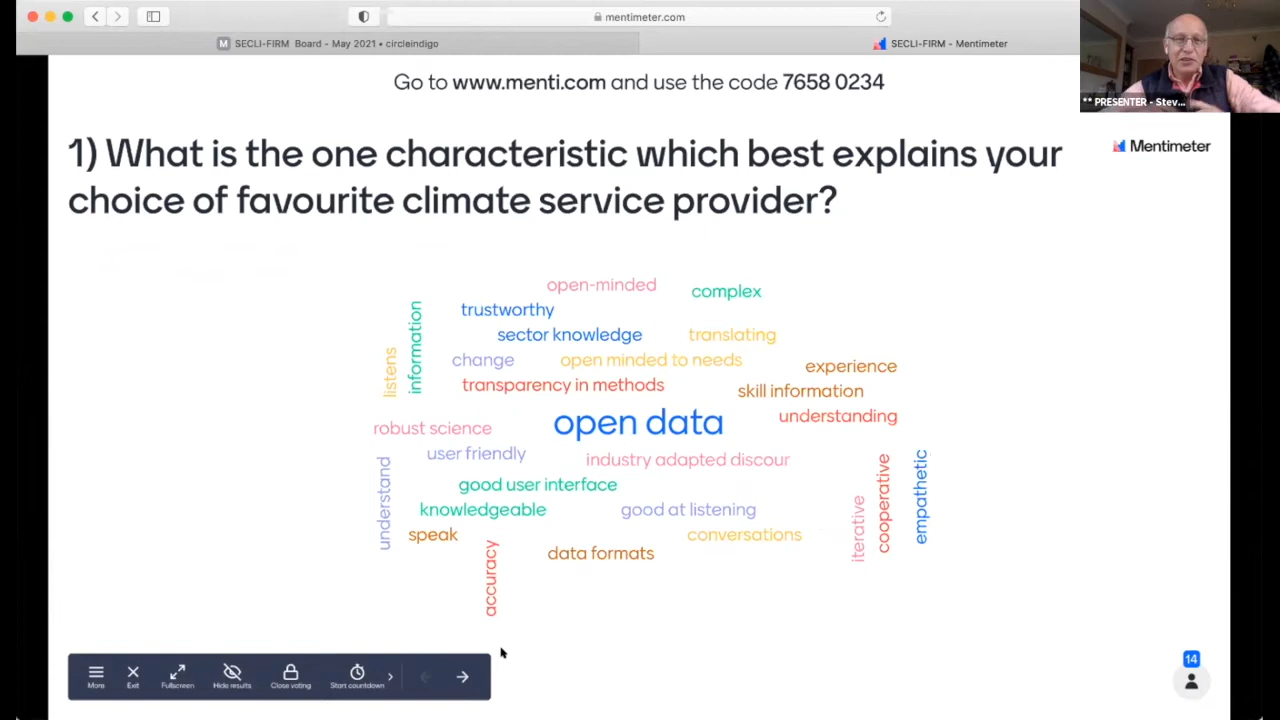 mentimeter.com
SECLI-FIRM Board - May 2021 • circleindigo
SECLI-FIRM - Mentimeter
** PRESENTER - Stev...
Go to www.menti.com and use the code 7658 0234
Mentimeter
1) What is the one characteristic which best explains your
choice of favourite climate service provider?
open-minded
complex
trustworthy
information
sector knowledge
translating
listens
change
open minded to needs
experience
transparency in methods
skill information
open data
understanding
robust science
user friendly
industry adapted discour
understand
good user interface
cooperative
empathetic
knowledgeable
good at listening
iterative
speak
conversations
accuracy
data formats
More
Exit
Fullscreen
Hide results
Close voting
Start countdown
14